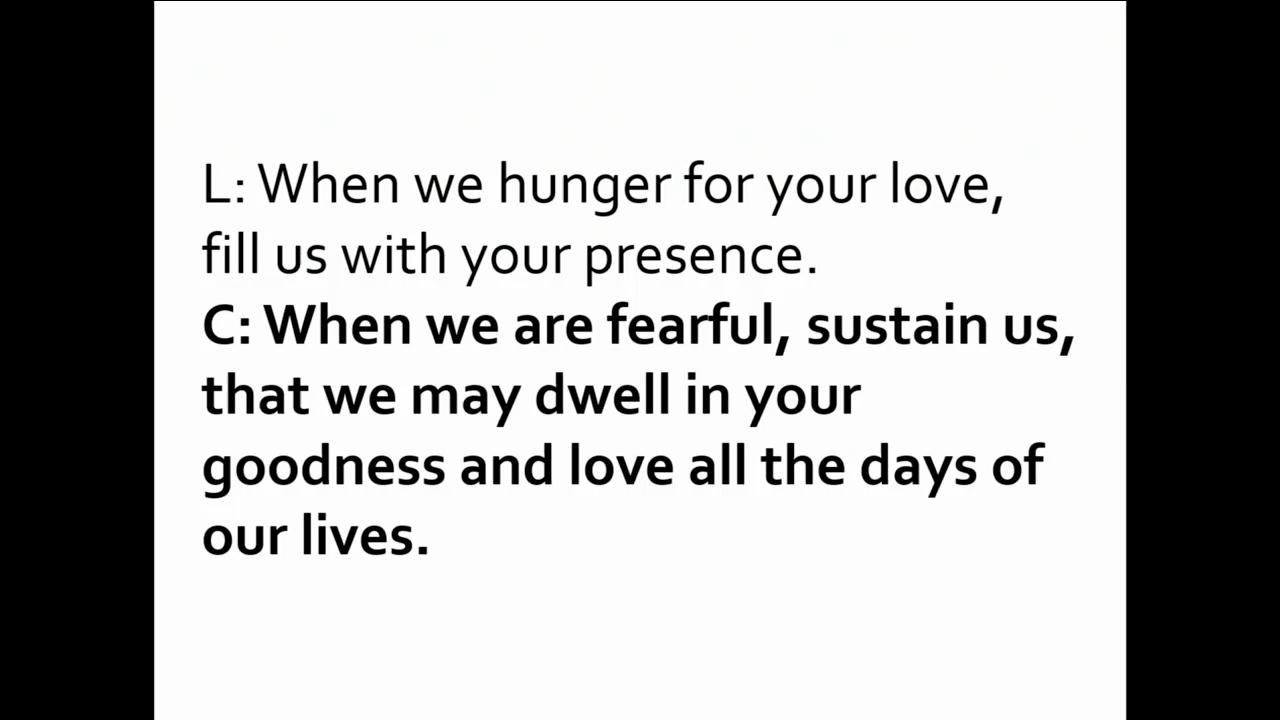 L: When we hunger for your love,
fill us with your presence.
C: When we are fearful, sustain us,
that we may dwell in your
goodness and love all the days of
our lives.